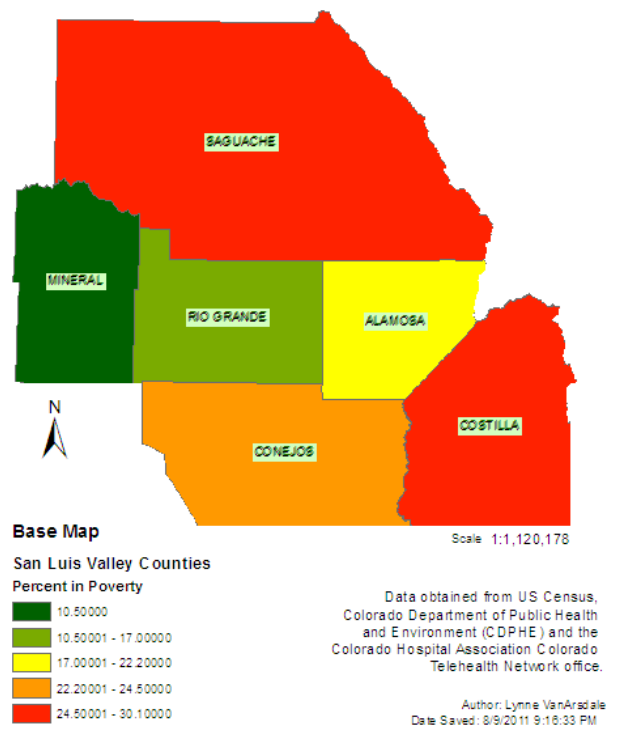 SAGUACHE
MINERAL
RIO GRANDE
ALAMOSA
COSTILLA
CONEJOS
N
Base Map
Scale 1:1,120,178
San Luis Valley Counties
Percent in Poverty
10.50000
10.50001 - 17.00000
17.00001 - 22.20000
22.20001 - 24.50000
24.50001 - 30.10000
Data obtained from US Census,
Colorado Department of Public Health
and Environment (CDPHE) and the
Colorado Hospital Association Colorado
Telehealth Network office.
Author: Lynne VanArsdale
Date Saved: 8/9/2011 9:16:33 PM